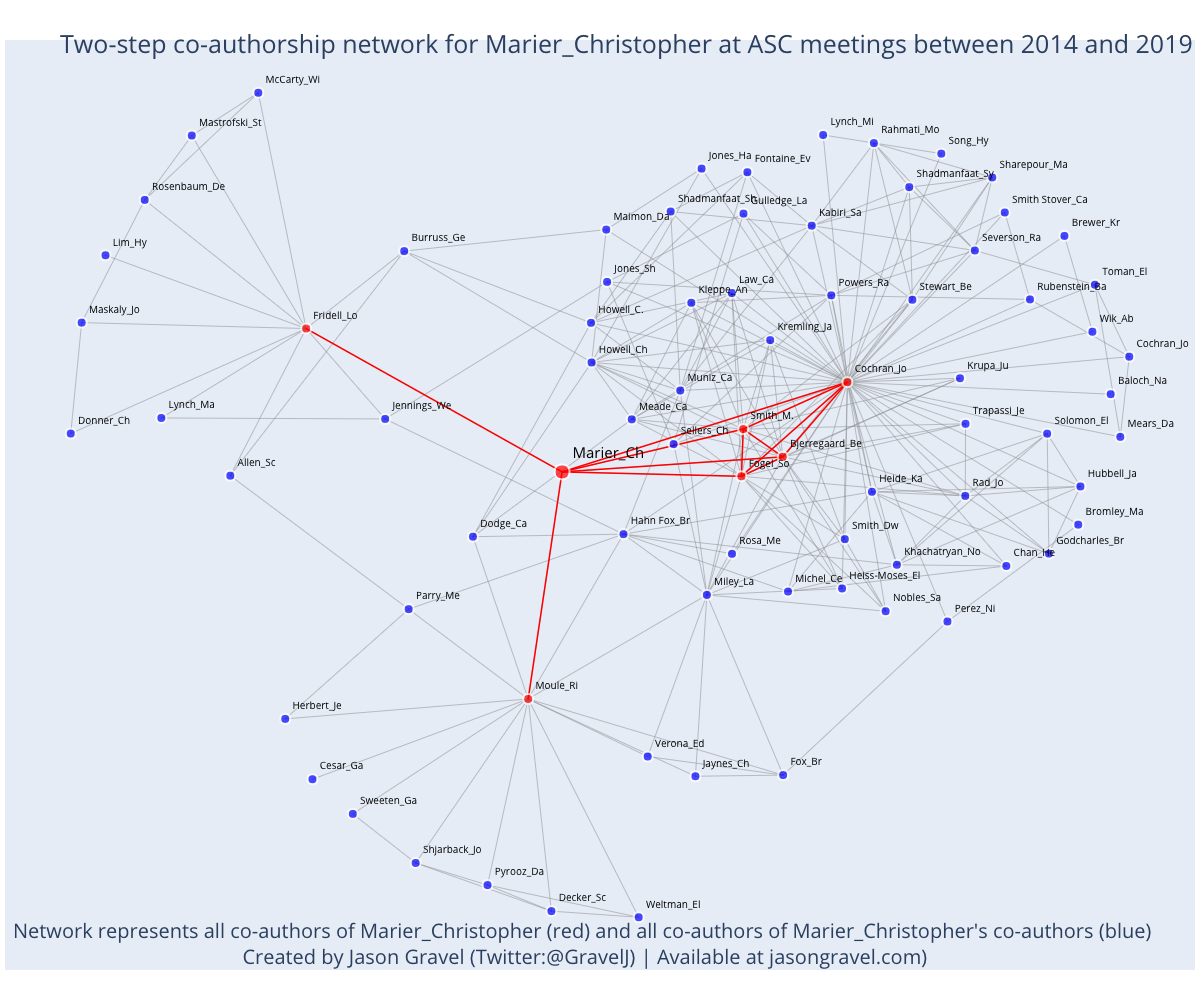 Two-step co-authorship network for Marier_Christopher at ASC meetings between 2014 and 2019
McCarty_Wi
Mastrofski_St
Lynch_Mi
Rahmati_Mo
Song_Hy
Jones_Ha
Fontaine_Ev
Sharepour_Ma
Shadmanfaat_Sy
Rosenbaum_De
Shadmanfaat_Sh
Gulledge_La
Smith Stover_Ca
Maimon_Da
Kabiri_Sa
Brewer_Kr
Lim_Hy
Burruss_Ge
Severson_Ra
Jones_Sh
Law_Ca
Toman_El
Kleppe_An
Powers_Ra
Stewart_Be
Rubenstein_Ba
Maskaly_Jo
Fridell_Lo
Howell_C.
Kremling_Ja
Wik_Ab
Cochran_Jo
Howell_Ch
Cochran_Jo
Krupa_Ju
Muniz_Ca
Baloch_Na
Lynch_Ma
Jennings_We
Meade_Ca
Smith_M.
Trapassi_Je
Donner_Ch
Sellers_Ch
Solomon_El
Mears_Da
Marier_Ch
Bjerregaard_Be
Fogel_So
Allen_Sc
Heide_Ka
Rad_Jo
Hubbell_Ja
Dodge_Ca
Hahn Fox_Br
Smith_Dw
Bromley_Ma
Rosa_Me
Khachatryan_No
Chan_He
Godcharles_Br
Miley_La
Michel_Ce
Heiss-Moses_El
Parry_Me
Nobles_Sa
Perez_Ni
Moule_Ri
Herbert_Je
Verona_Ed
Cesar_Ga
Jaynes_Ch
Fox_Br
Sweeten_Ga
Shjarback_Jo
Pyrooz_Da
Decker_Sc
Weltman_El
Network represents all co-authors of Marier_Christopher (red) and all co-authors of Marier_Christopher's co-authors (blue)
Created by Jason Gravel (Twitter:@GravelJ) | Available at jasongravel.com)